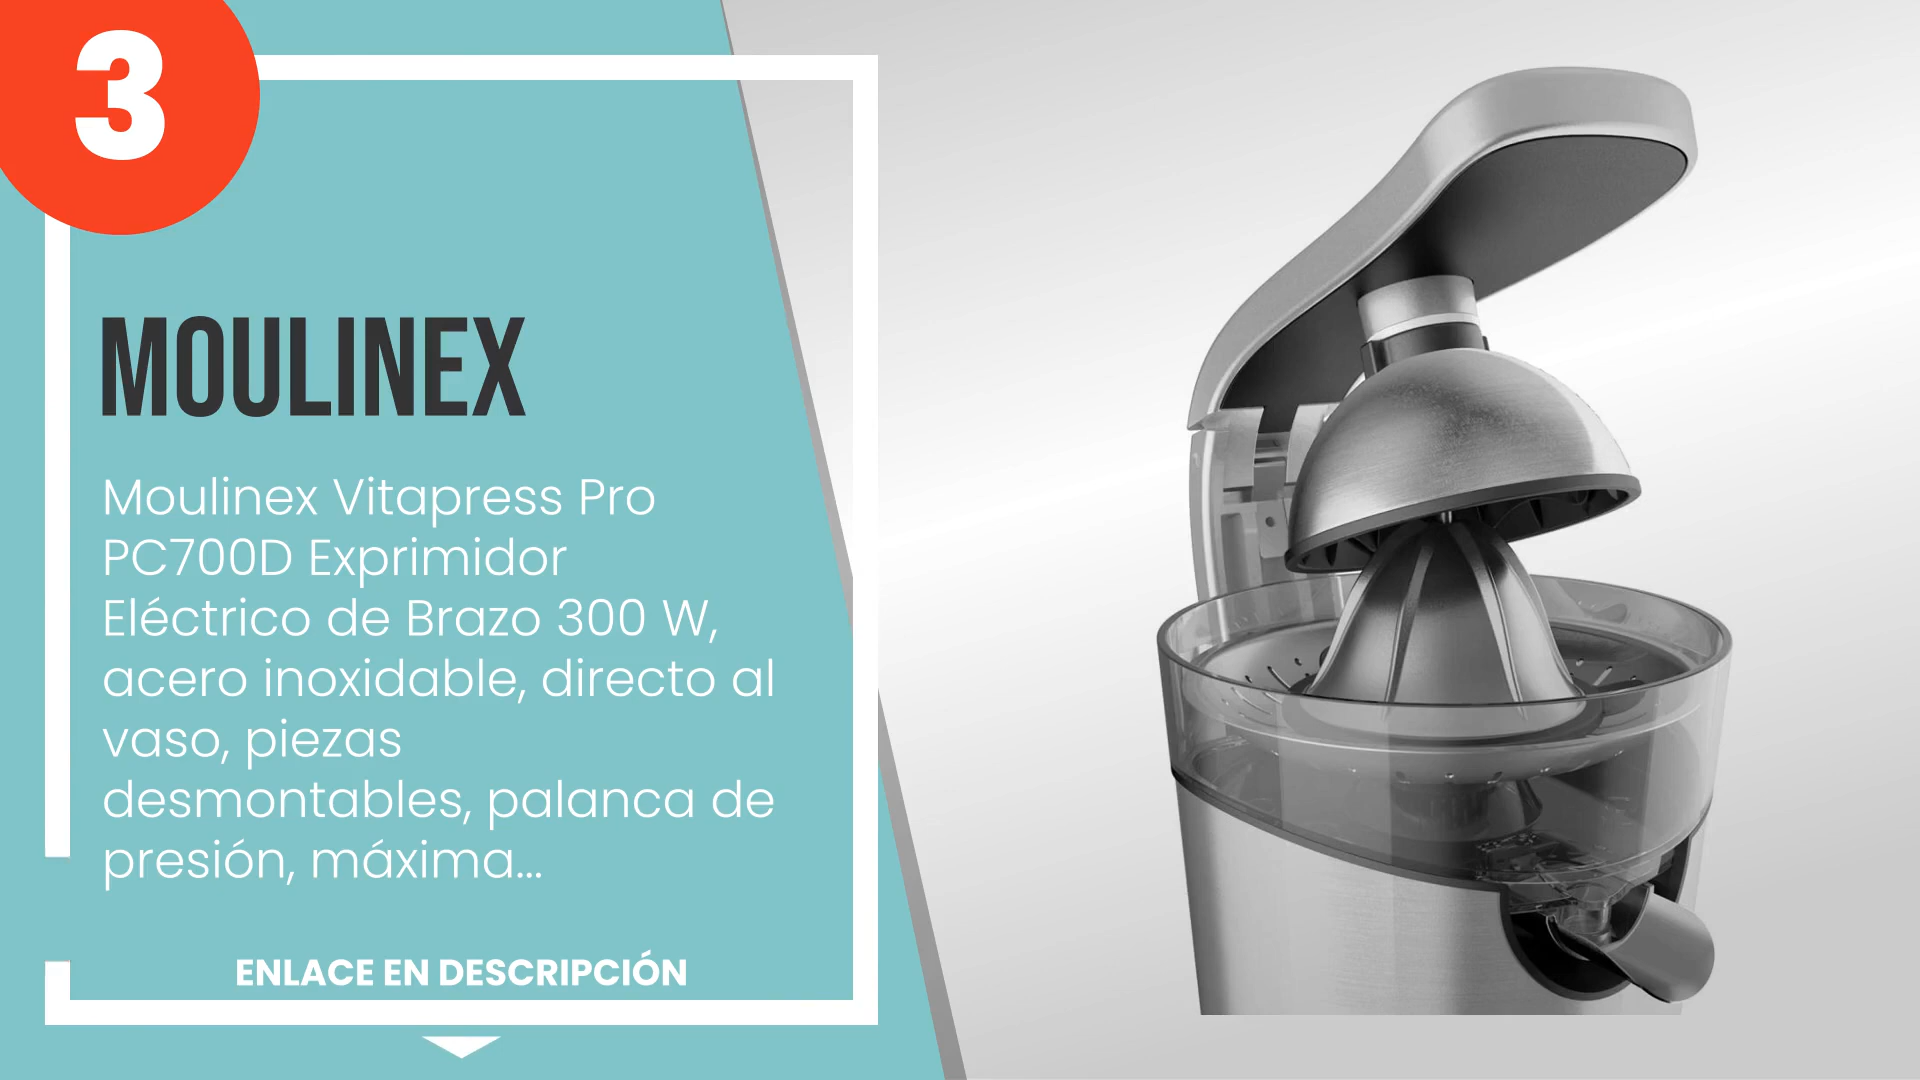 3
MOULINEX
Moulinex Vitapress Pro
PC700D Exprimidor
Eléctrico de Brazo 300 W,
acero inoxidable, directo al
vaso, piezas
desmontables, palanca de
presión, máxima...
ENLACE EN DESCRIPCIÓN